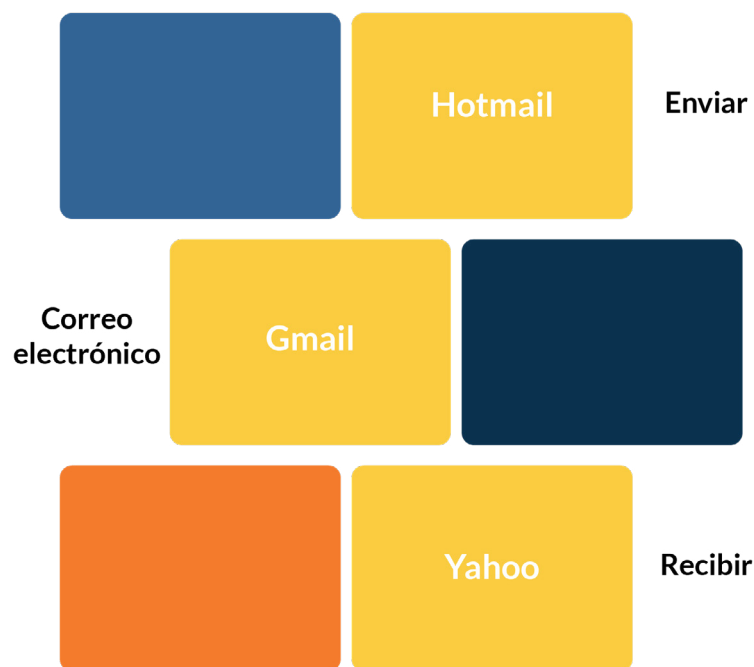 Hotmail
Enviar
Correo
electrónico
Gmail
Yahoo
Recibir